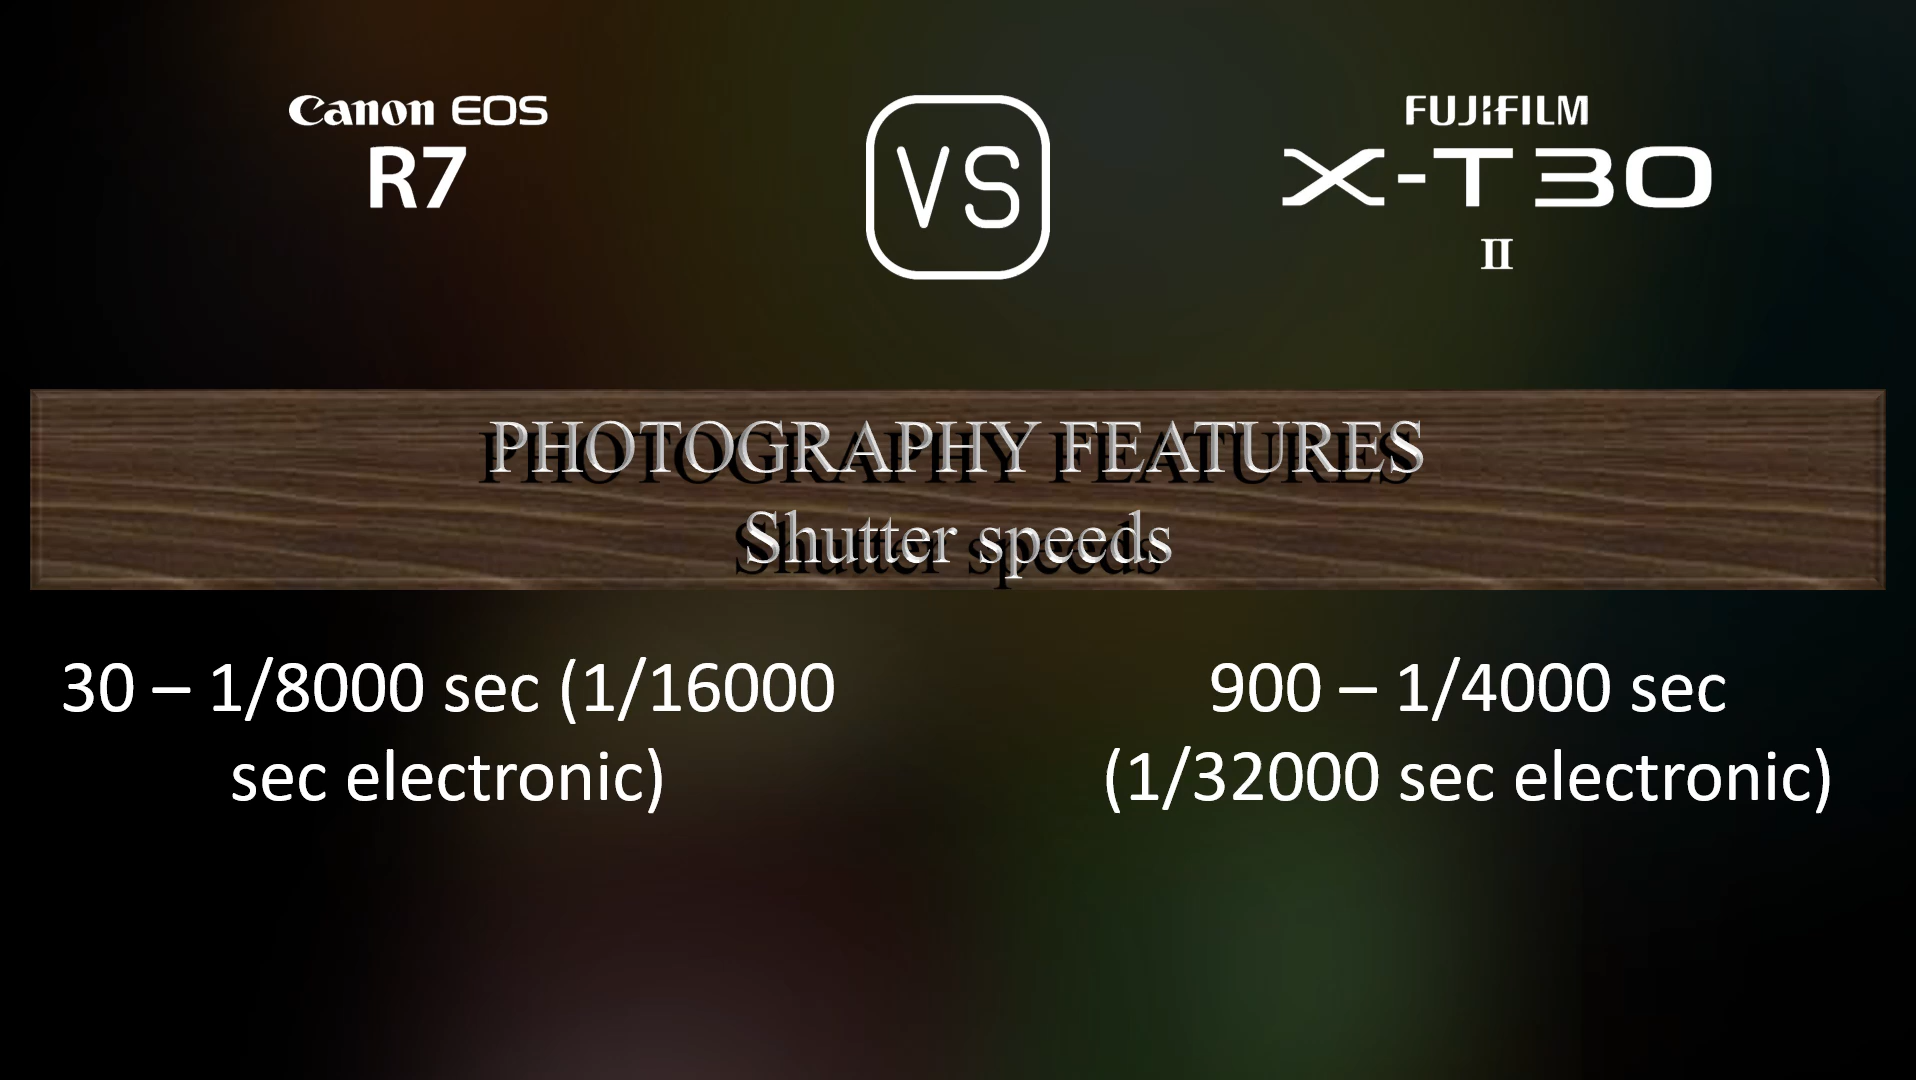 Canon EOS
R7
VS
FUJIFILM
X-T30
II
PHOTOGRAPHY FEATURES
Shutter speeds
30 – 1/8000 sec (1/16000
sec electronic)
900 – 1/4000 sec
(1/32000 sec electronic)